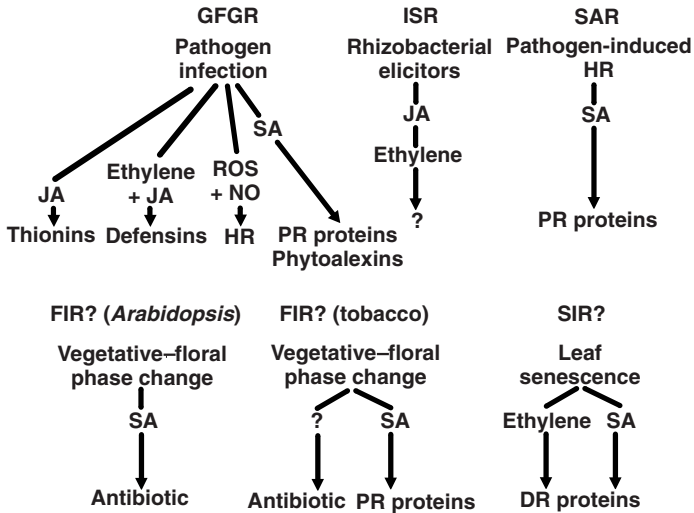 GFGR
Pathogen
infection
SA
JA
Ethylene
+ JA
ROS
+ NO
Thionins
Defensins
HR
PR proteins
Phytoalexins
ISR
Rhizobacterial
elicitors
JA
Ethylene
?
SAR
Pathogen-induced
HR
SA
PR proteins
FIR? (Arabidopsis)
Vegetative–floral
phase change
SA
Antibiotic
FIR? (tobacco)
Vegetative–floral
phase change
?
SA
Antibiotic
PR proteins
SIR?
Leaf
senescence
Ethylene
SA
DR proteins